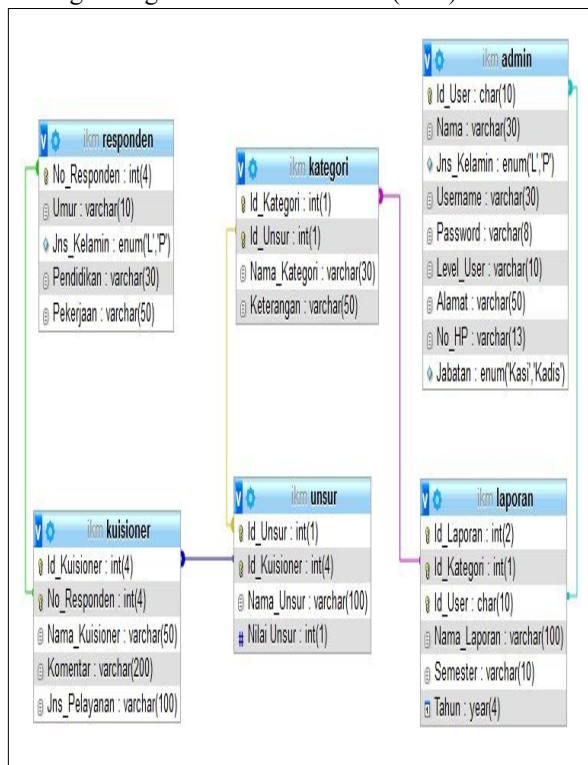 ikm responden
No_Responden : int(4)
Umur : varchar(10)
Jns_Kelamin : enum('L','P')
Pendidikan : varchar(30)
Pekerjaan : varchar(50)
ikm kategori
Id_Kategori : int(1)
Id_Unsur : int(1)
Nama_Kategori : varchar(30)
Keterangan : varchar(50)
ikm admin
Id_User : char(10)
Nama : varchar(30)
Jns_Kelamin : enum('L','P')
Username : varchar(30)
Password : varchar(8)
Level_User : varchar(10)
Alamat : varchar(50)
No_HP : varchar(13)
Jabatan : enum('Kasi','Kadis')
ikm kuisioner
Id_Kuisioner : int(4)
No_Responden : int(4)
Nama_Kuisioner : varchar(50)
Komentar : varchar(200)
Jns_Pelayanan : varchar(100)
ikm unsur
Id_Unsur : int(1)
Id_Kuisioner : int(4)
Nama_Unsur : varchar(100)
# Nilai Unsur : int(1)
ikm laporan
Id_Laporan : int(2)
Id_Kategori : int(1)
Id_User : char(10)
Nama_Laporan : varchar(100)
Semester : varchar(10)
Tahun : year(4)